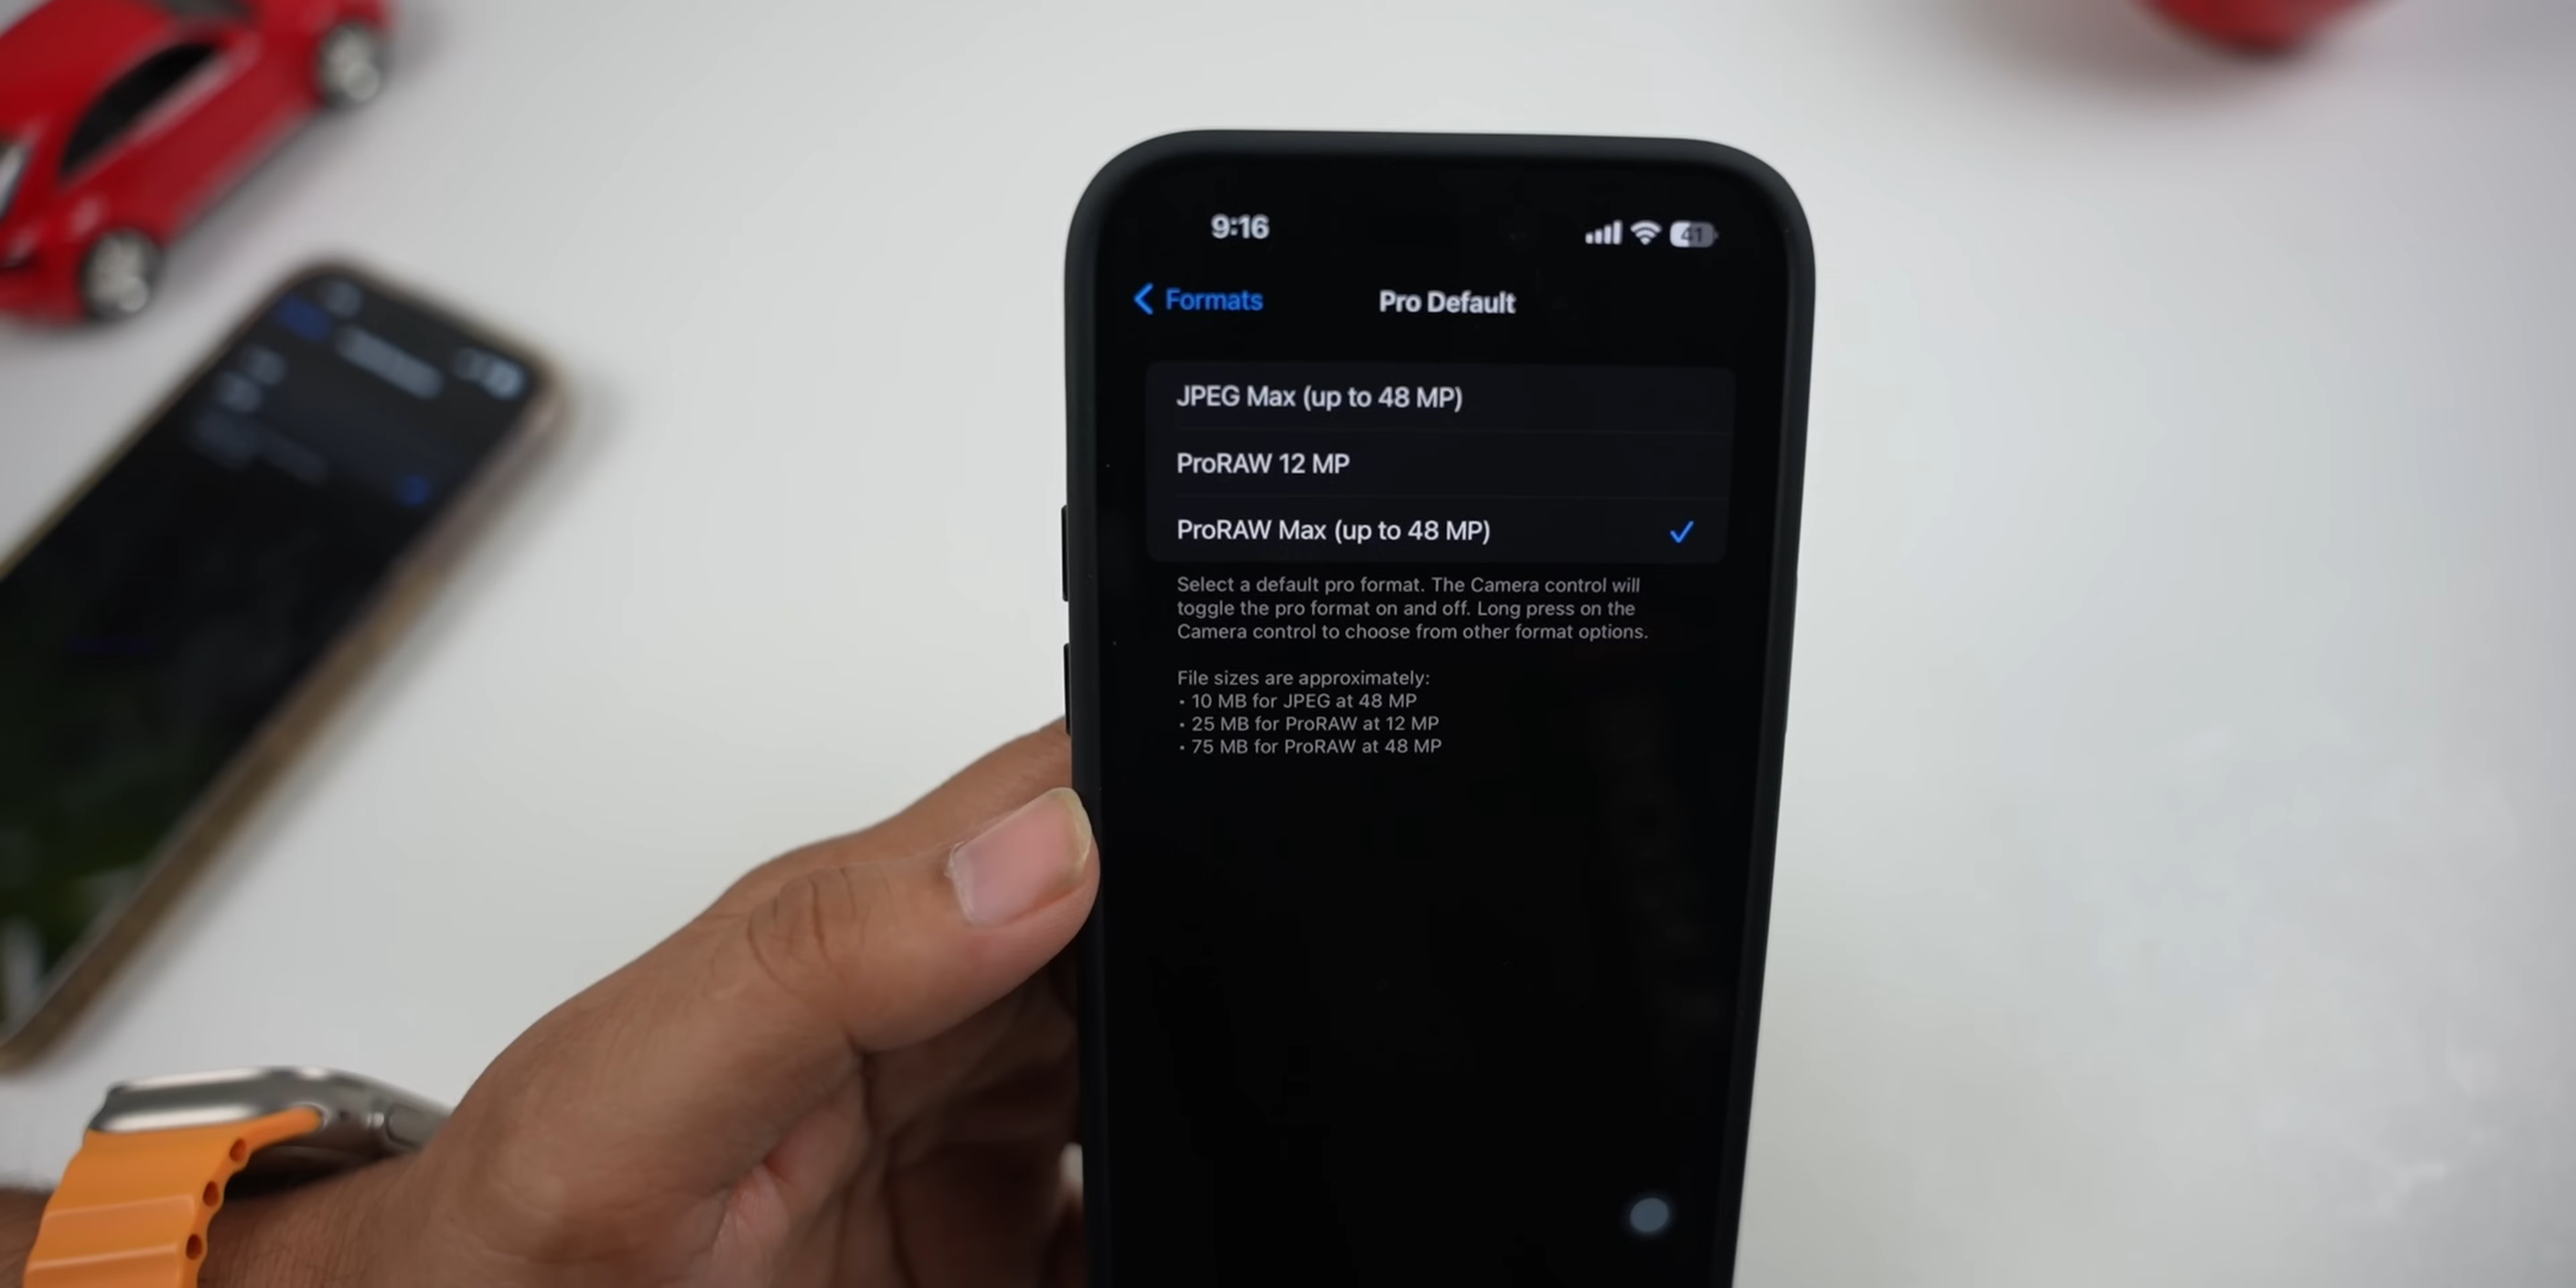 9:16
41
Formats
Pro Default
JPEG Max (up to 48 MP)
ProRAW 12 MP
ProRAW Max (up to 48 MP)
Select a default pro format. The Camera control will
toggle the pro format on and off. Long press on the
Camera control to choose from other format options.
File sizes are approximately:
• 10 MB for JPEG at 48 MP
• 25 MB for ProRAW at 12 MP
• 75 MB for ProRAW at 48 MP